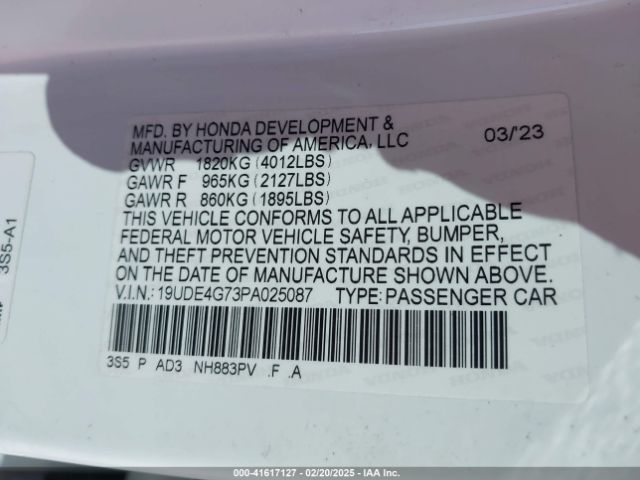 MFD. BY HONDA DEVELOPMENT &
MANUFACTURING OF AMERICA, LLC 03/'23
GVWR 1820KG (4012LBS)
GAWR F 965KG (2127LBS)
GAWR R 860KG (1895LBS)
THIS VEHICLE CONFORMS TO ALL APPLICABLE
FEDERAL MOTOR VEHICLE SAFETY, BUMPER,
AND THEFT PREVENTION STANDARDS IN EFFECT
ON THE DATE OF MANUFACTURE SHOWN ABOVE.
V.I.N.: 19UDE4G73PA025087 TYPE: PASSENGER CAR
3S5 P AD3 NH883PV .F .A
3S5-A1
000-41617127 - 02/20/2025 - IAA Inc.